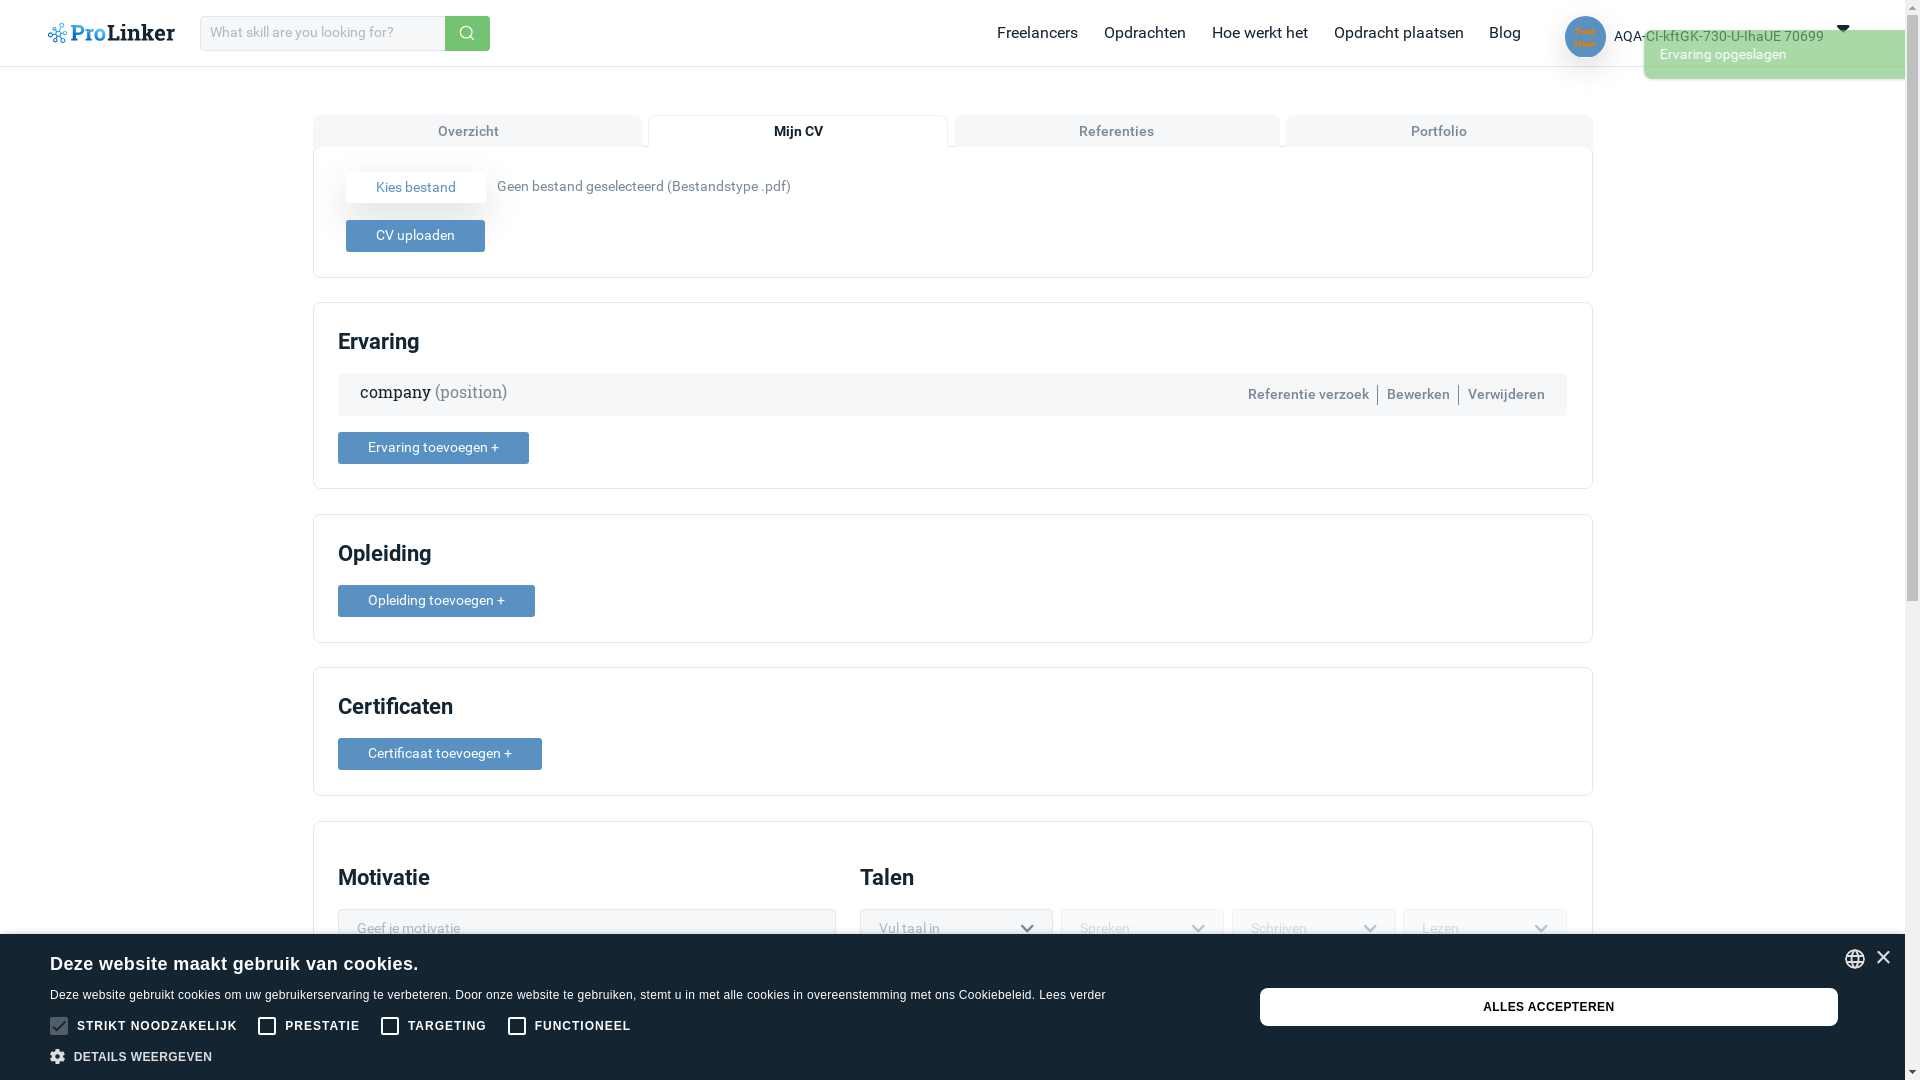 ProLinker
What skill are you looking for?
Freelancers
Opdrachten
Hoe werkt het
Opdracht plaatsen
Blog
Test User
AQA-CI-kftGK-730-U-IhaUE 70699
Ervaring opgeslagen
Overzicht
Mijn CV
Referenties
Portfolio
Kies bestand
Geen bestand geselecteerd (Bestandstype .pdf)
CV uploaden
Ervaring
company (position)
Referentie verzoek
Bewerken
Verwijderen
Ervaring toevoegen +
Opleiding
Opleiding toevoegen +
Certificaten
Certificaat toevoegen +
Motivatie
Talen
Geef je motivatie
Vul taal in
Spreken
Schrijven
Lezen
Deze website maakt gebruik van cookies.
Deze website gebruikt cookies om uw gebruikerservaring te verbeteren. Door onze website te gebruiken, stemt u in met alle cookies in overeenstemming met ons Cookiebeleid. Lees verder
STRIKT NOODZAKELIJK
PRESTATIE
TARGETING
FUNCTIONEEL
DETAILS WEERGEVEN
ALLES ACCEPTEREN